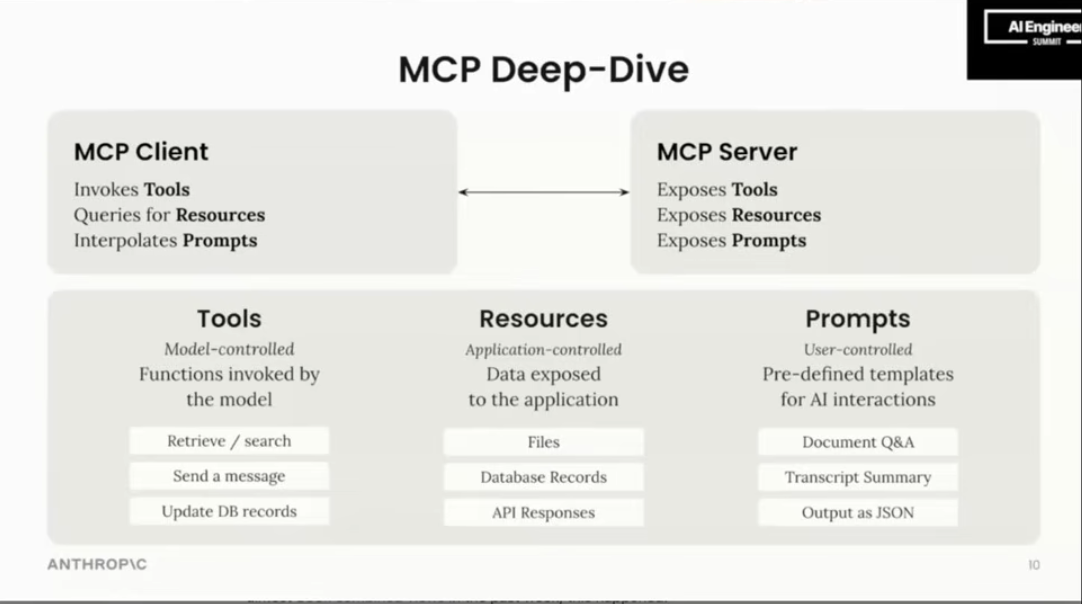 AI Engineer
SUMMIT
MCP Deep-Dive
MCP Client
Invokes Tools
Queries for Resources
Interpolates Prompts
MCP Server
Exposes Tools
Exposes Resources
Exposes Prompts
Tools
Model-controlled
Functions invoked by
the model
Retrieve / search
Send a message
Update DB records
Resources
Application-controlled
Data exposed
to the application
Files
Database Records
API Responses
Prompts
User-controlled
Pre-defined templates
for AI interactions
Document Q&A
Transcript Summary
Output as JSON
ANTHROP\C
10